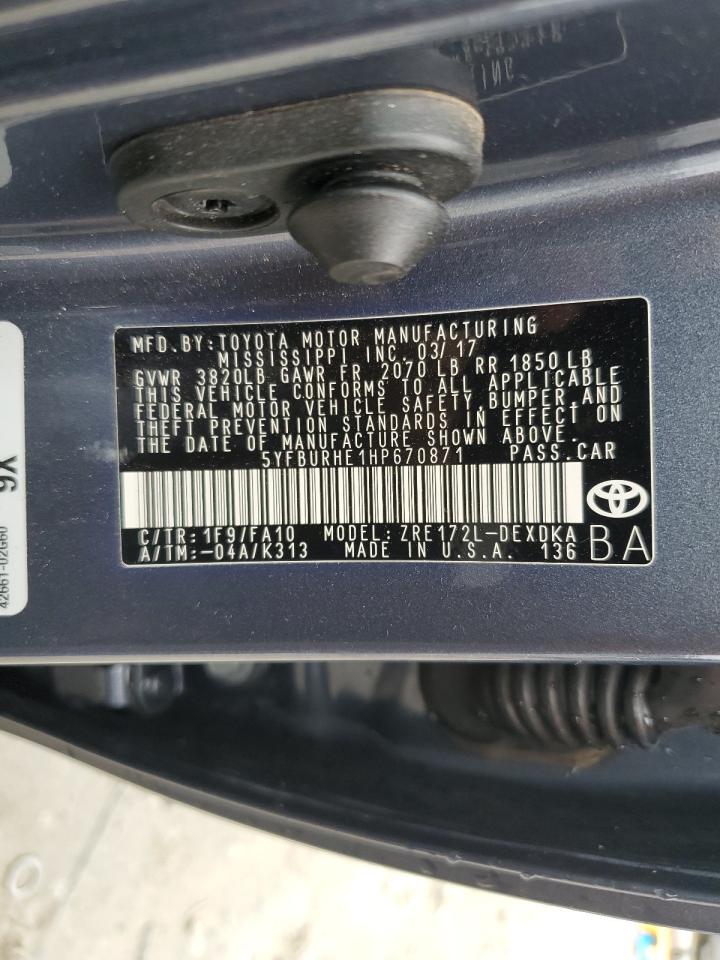 MFD.BY:TOYOTA MOTOR MANUFACTURING
MISSISSIPPI INC.03/17
GVWR 3820LB GAWR FR 2070 LB RR 1850 LB
THIS VEHICLE CONFORMS TO ALL APPLICABLE
FEDERAL MOTOR VEHICLE SAFETY,BUMPER,AND
THEFT PREVENTION STANDARDS IN EFFECT ON
THE DATE OF MANUFACTURE SHOWN ABOVE.
5YFBURHE1HP670871 PASS.CAR
C/TR:1F9/FA10 MODEL:ZRE172L-DEXDKA
A/TM:-04A/K313 MADE IN U.S.A. 136
BA
9X
42661-02G60